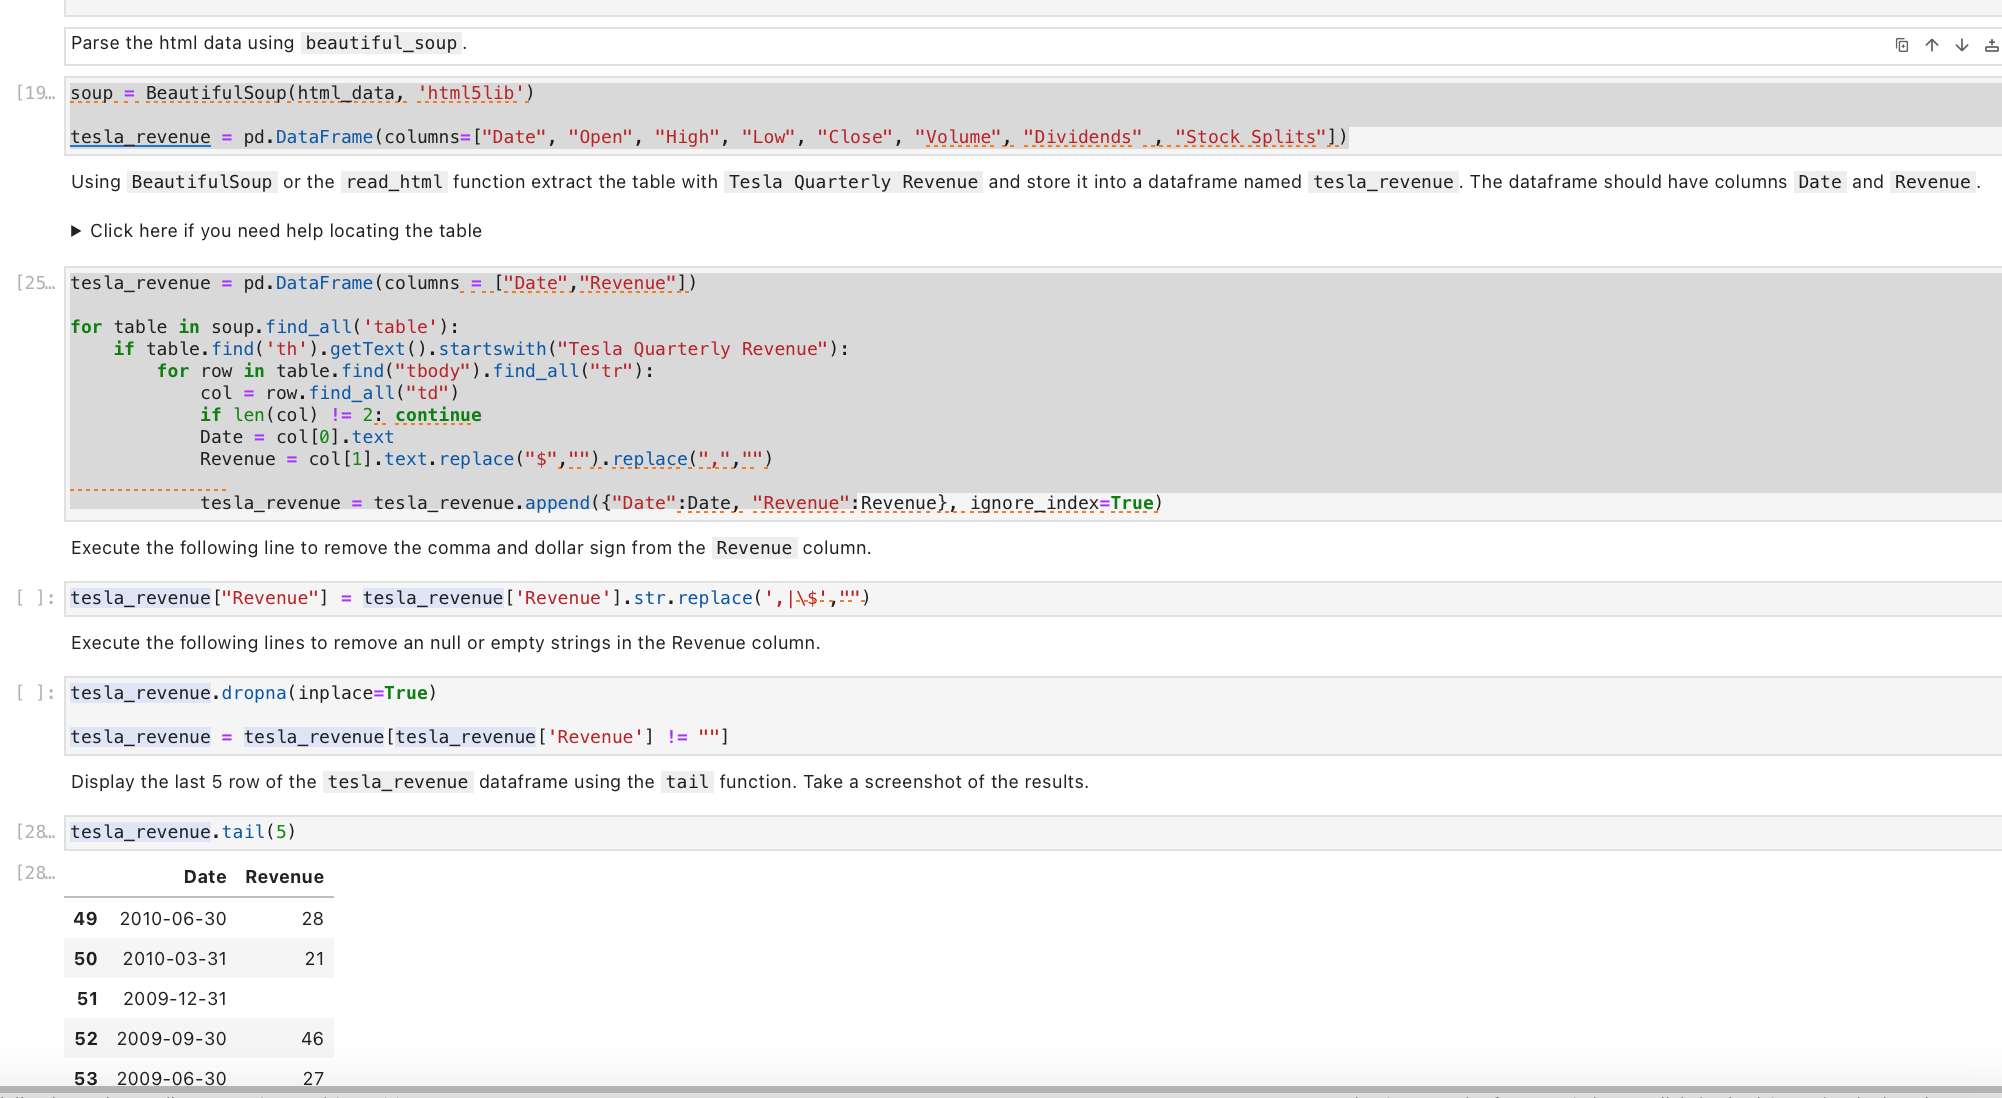 Parse the html data using beautiful_soup.
[19…
soup = BeautifulSoup(html_data, 'html5lib')
tesla_revenue = pd.DataFrame(columns=["Date", "Open", "High", "Low", "Close", "Volume", "Dividends" , "Stock Splits"])
Using BeautifulSoup or the read_html function extract the table with Tesla Quarterly Revenue and store it into a dataframe named tesla_revenue. The dataframe should have columns Date and Revenue.
▶ Click here if you need help locating the table
[25…
tesla_revenue = pd.DataFrame(columns = ["Date","Revenue"])
for table in soup.find_all('table'):
    if table.find('th').getText().startswith("Tesla Quarterly Revenue"):
        for row in table.find("tbody").find_all("tr"):
            col = row.find_all("td")
            if len(col) != 2: continue
            Date = col[0].text
            Revenue = col[1].text.replace("$","").replace(",","")
            tesla_revenue = tesla_revenue.append({"Date":Date, "Revenue":Revenue}, ignore_index=True)
Execute the following line to remove the comma and dollar sign from the Revenue column.
[ ]:
tesla_revenue["Revenue"] = tesla_revenue['Revenue'].str.replace(',|\$',"")
Execute the following lines to remove an null or empty strings in the Revenue column.
[ ]:
tesla_revenue.dropna(inplace=True)
tesla_revenue = tesla_revenue[tesla_revenue['Revenue'] != ""]
Display the last 5 row of the tesla_revenue dataframe using the tail function. Take a screenshot of the results.
[28…
tesla_revenue.tail(5)
[28…
Date Revenue
49 2010-06-30 28
50 2010-03-31 21
51 2009-12-31
52 2009-09-30 46
53 2009-06-30 27